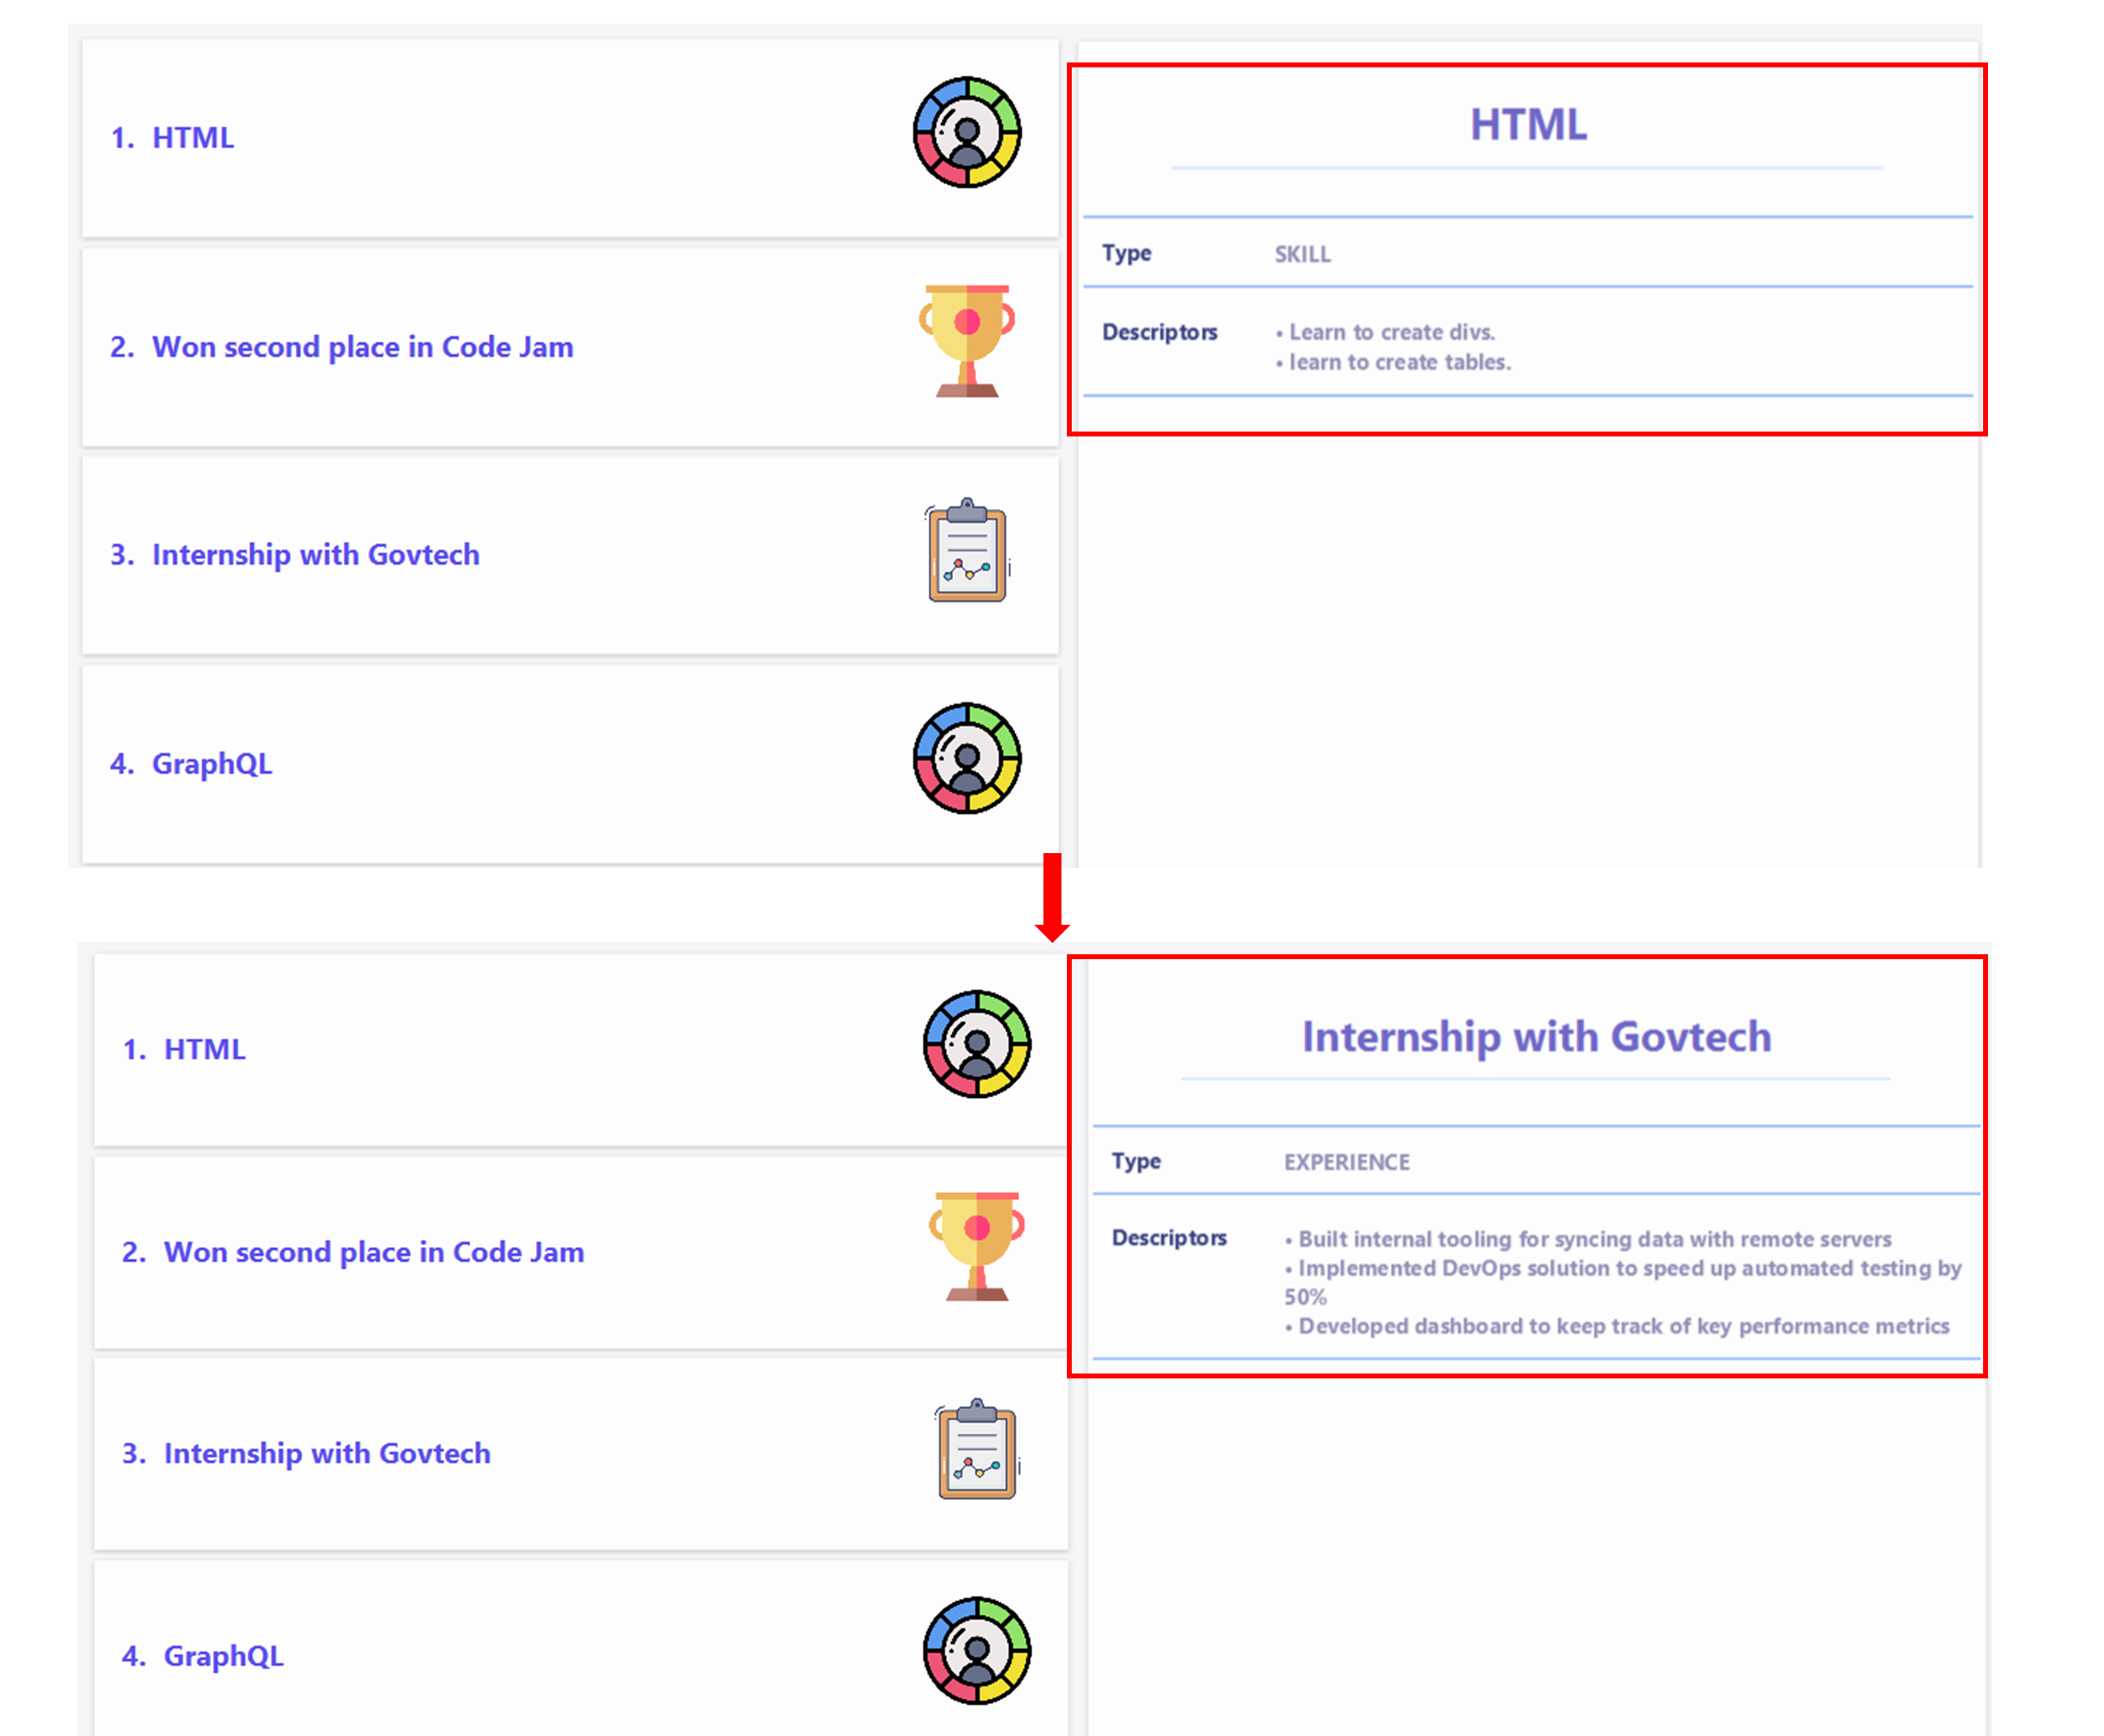 1. HTML
2. Won second place in Code Jam
3. Internship with Govtech
4. GraphQL
HTML
Type SKILL
Descriptors • Learn to create divs.
• learn to create tables.
1. HTML
2. Won second place in Code Jam
3. Internship with Govtech
4. GraphQL
Internship with Govtech
Type EXPERIENCE
Descriptors • Built internal tooling for syncing data with remote servers
• Implemented DevOps solution to speed up automated testing by
50%
• Developed dashboard to keep track of key performance metrics